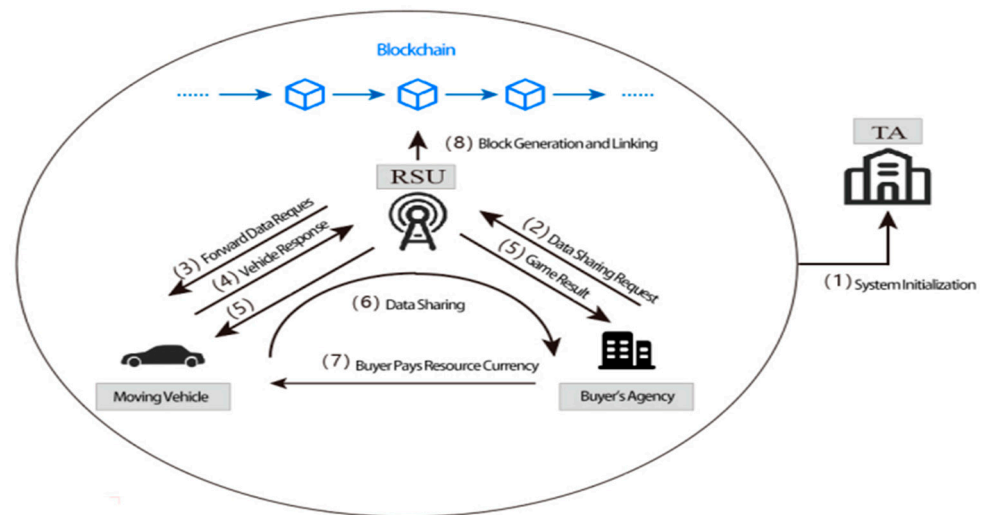 Blockchain
......
......
(8) Block Generation and Linking
TA
RSU
(3) Forward Data Reques
(4) Vehicle Response
(5)
(2) Data Sharing Request
(5) Game Result
(1) System Initialization
(6) Data Sharing
(7) Buyer Pays Resource Currency
Moving Vehicle
Buyer's Agency